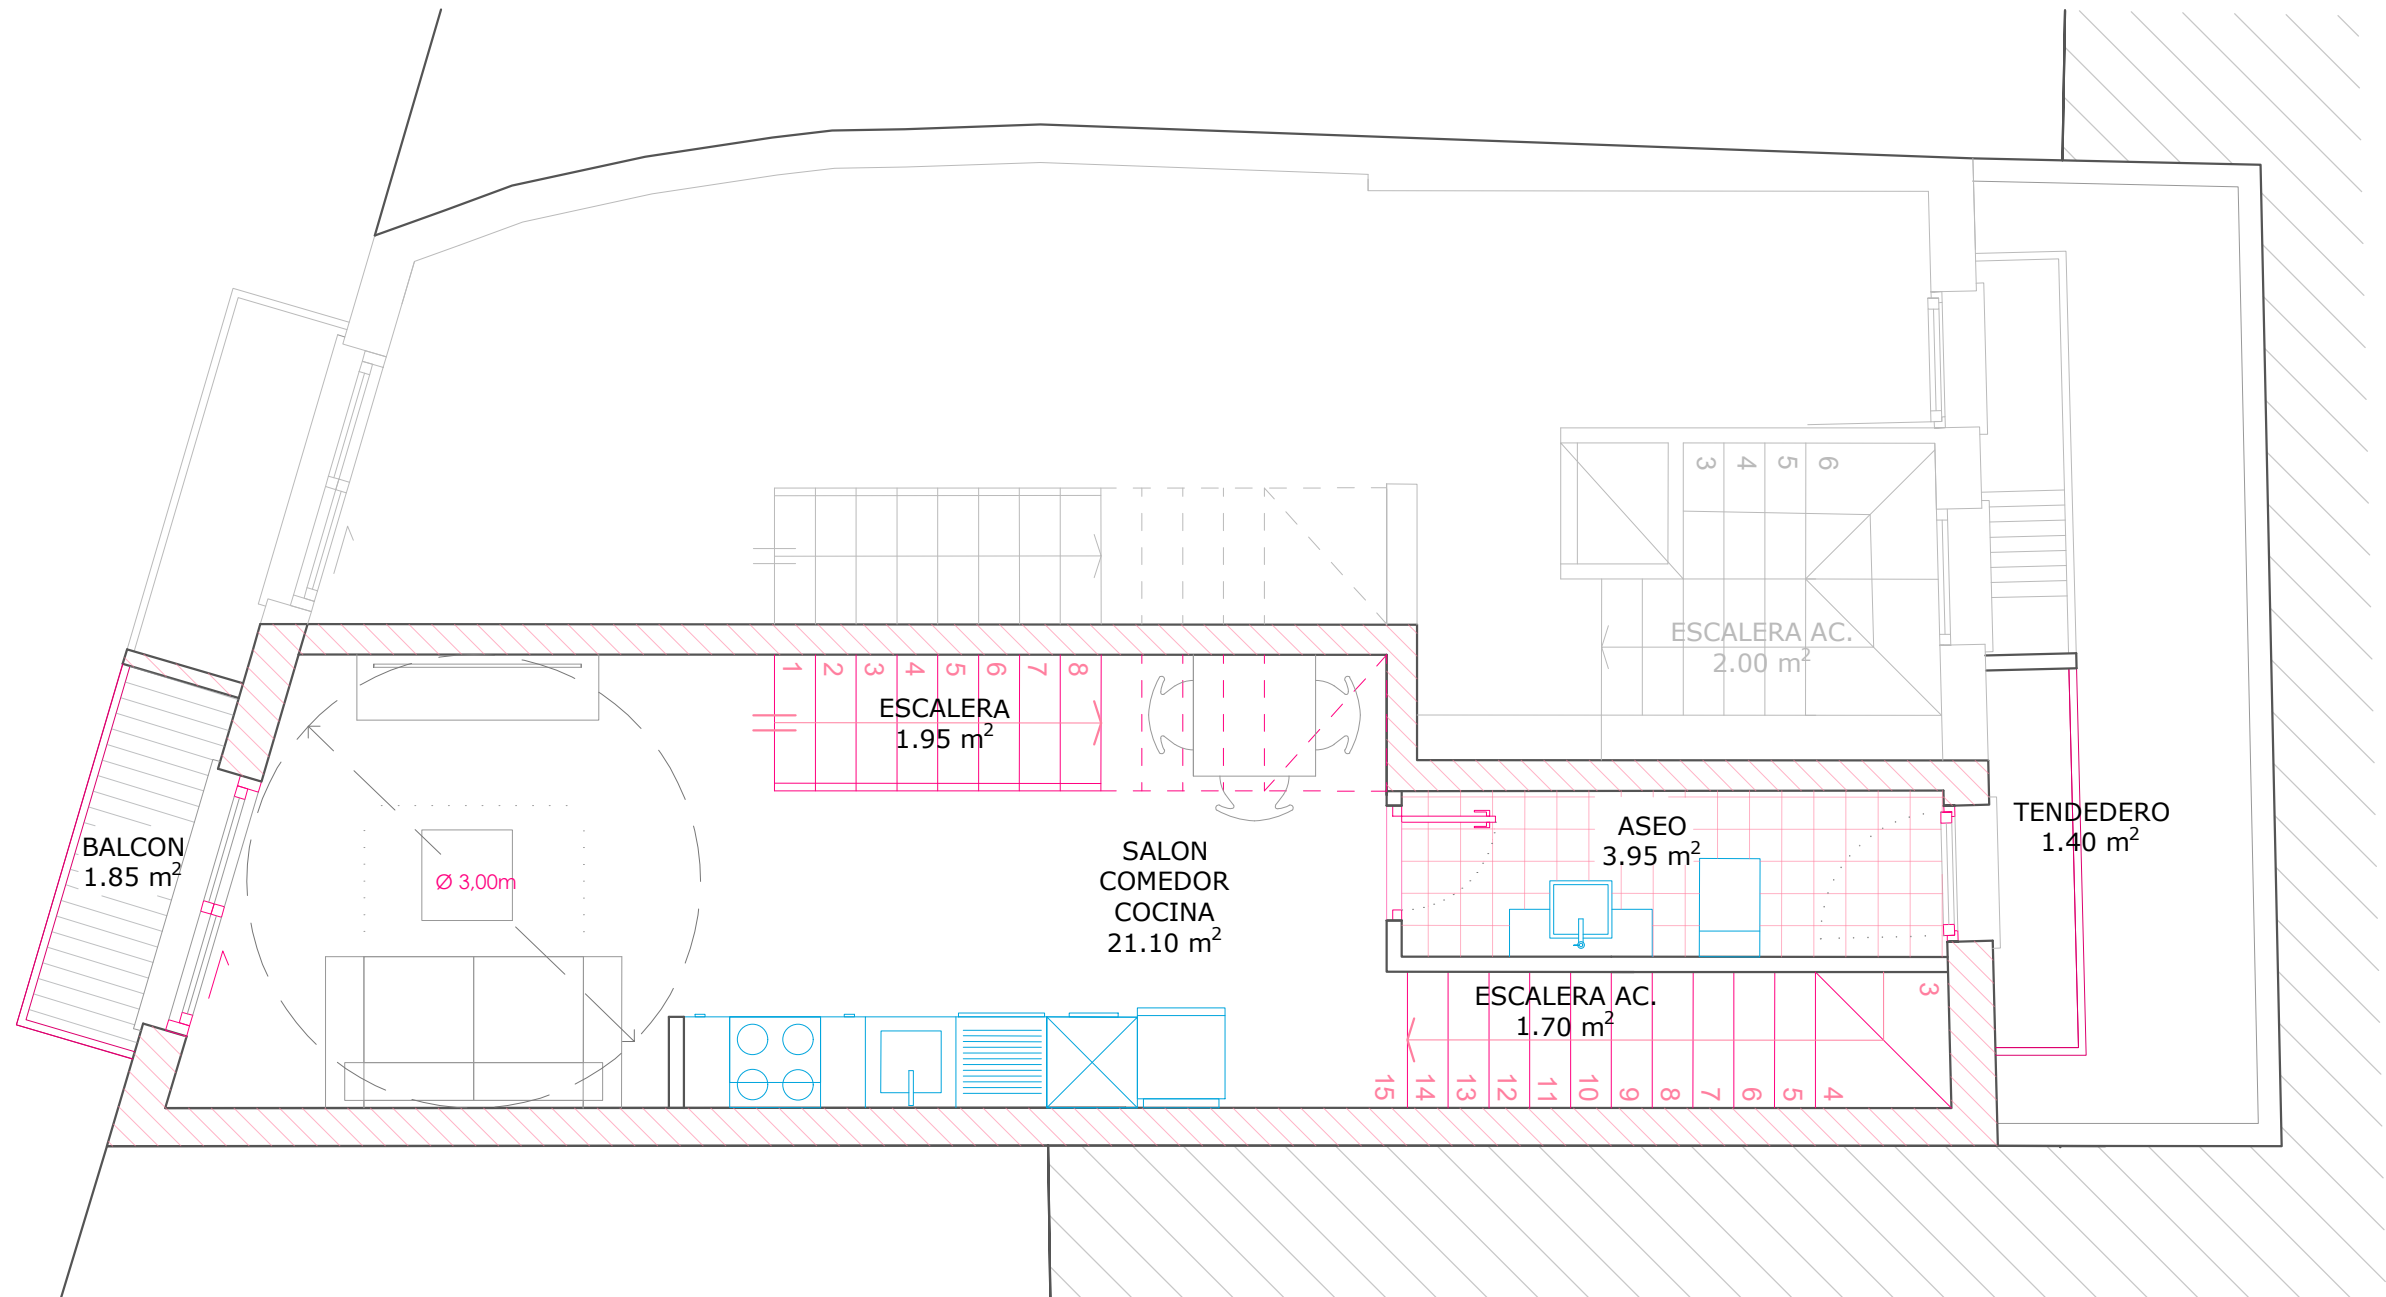 3 4 5 6
ESCALERA AC.
2.00 m²
1 2 3 4 5 6 7 8
ESCALERA
1.95 m²
BALCON
1.85 m²
Ø 3,00m
SALON
COMEDOR
COCINA
21.10 m²
ASEO
3.95 m²
TENDEDERO
1.40 m²
ESCALERA AC.
1.70 m²
3
15 14 13 12 11 10 9 8 7 6 5 4